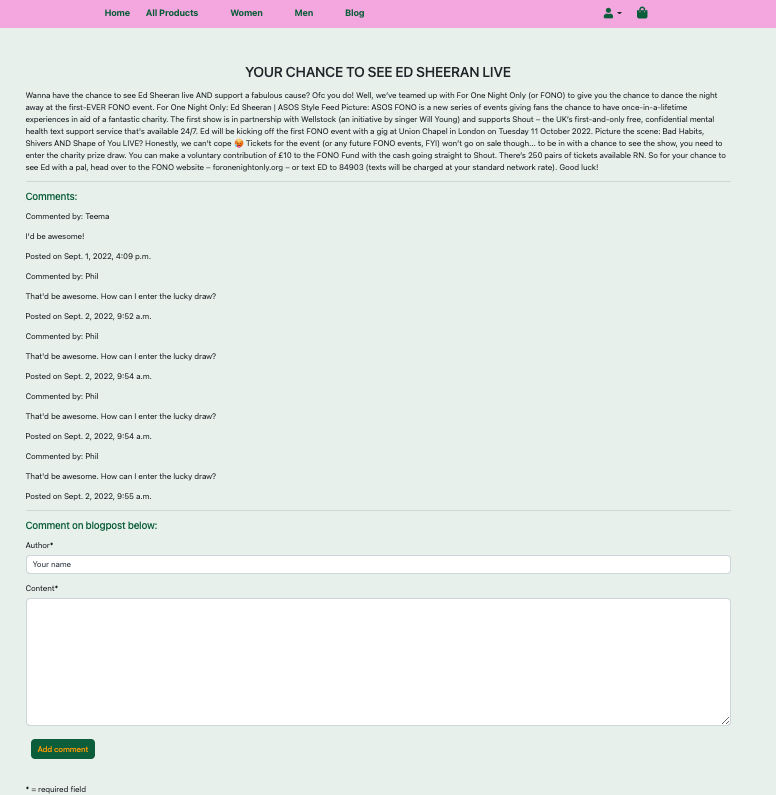 Home All Products Women Men Blog
YOUR CHANCE TO SEE ED SHEERAN LIVE
Wanna have the chance to see Ed Sheeran live AND support a fabulous cause? Ofc you do! Well, we've teamed up with For One Night Only (or FONO) to give you the chance to dance the night
away at the first-EVER FONO event. For One Night Only: Ed Sheeran | ASOS Style Feed Picture: ASOS FONO is a new series of events giving fans the chance to have once-in-a-lifetime
experiences in aid of a fantastic charity. The first show is in partnership with Wellstock (an initiative by singer Will Young) and supports Shout – the UK's first-and-only free, confidential mental
health text support service that's available 24/7. Ed will be kicking off the first FONO event with a gig at Union Chapel in London on Tuesday 11 October 2022. Picture the scene: Bad Habits,
Shivers AND Shape of You LIVE? Honestly, we can't cope 🥵 Tickets for the event (or any future FONO events, FYI) won't go on sale though... to be in with a chance to see the show, you need to
enter the charity prize draw. You can make a voluntary contribution of £10 to the FONO Fund with the cash going straight to Shout. There's 250 pairs of tickets available RN. So for your chance to
see Ed with a pal, head over to the FONO website – foronenightonly.org – or text ED to 84903 (texts will be charged at your standard network rate). Good luck!
Comments:
Commented by: Teema
I'd be awesome!
Posted on Sept. 1, 2022, 4:09 p.m.
Commented by: Phil
That'd be awesome. How can I enter the lucky draw?
Posted on Sept. 2, 2022, 9:52 a.m.
Commented by: Phil
That'd be awesome. How can I enter the lucky draw?
Posted on Sept. 2, 2022, 9:54 a.m.
Commented by: Phil
That'd be awesome. How can I enter the lucky draw?
Posted on Sept. 2, 2022, 9:54 a.m.
Commented by: Phil
That'd be awesome. How can I enter the lucky draw?
Posted on Sept. 2, 2022, 9:55 a.m.
Comment on blogpost below:
Author*
Your name
Content*
Add comment
* = required field